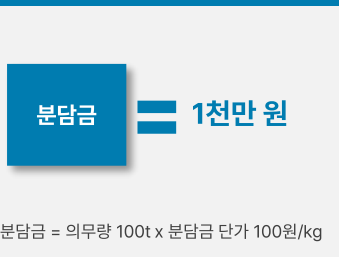 분담금 = 1천만 원
분담금 = 의무량 100t x 분담금 단가 100원/kg